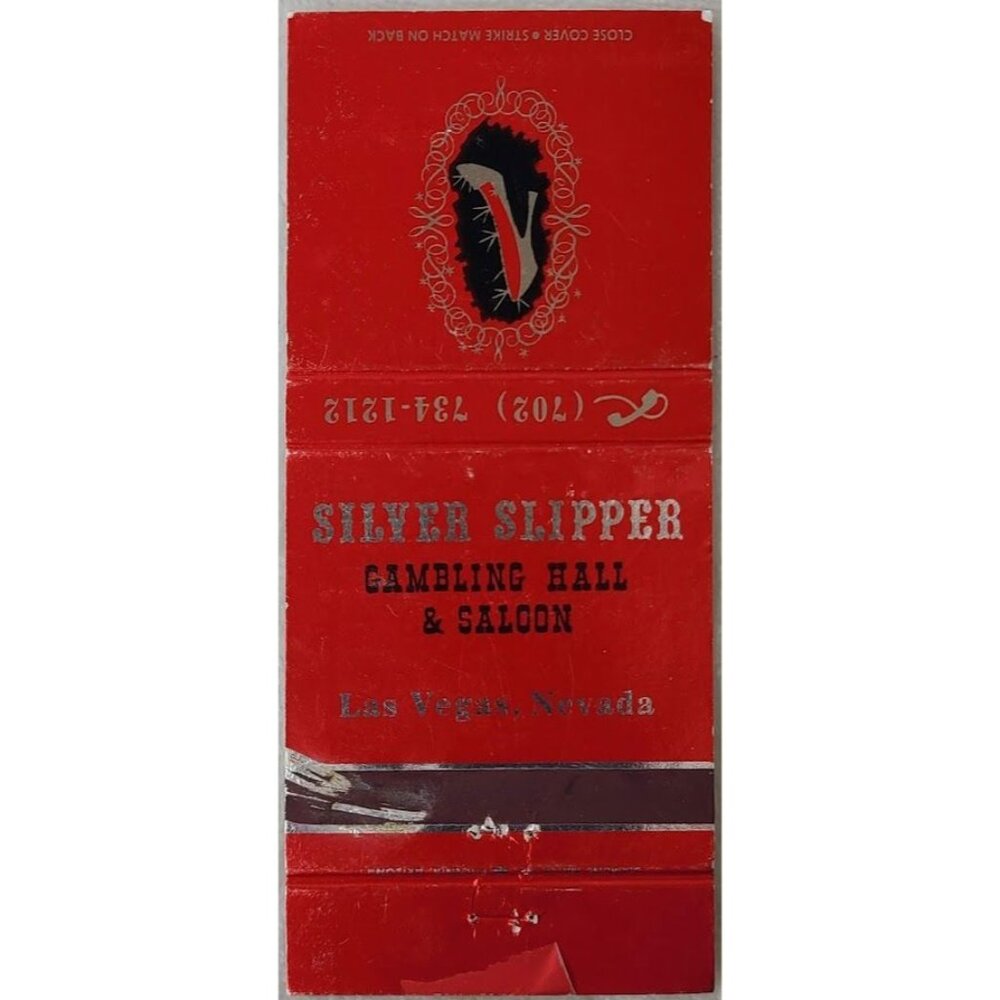 CLOSE COVER • STRIKE MATCH ON BACK
(702) 734-1212
SILVER SLIPPER
GAMBLING HALL
& SALOON
Las Vegas, Nevada